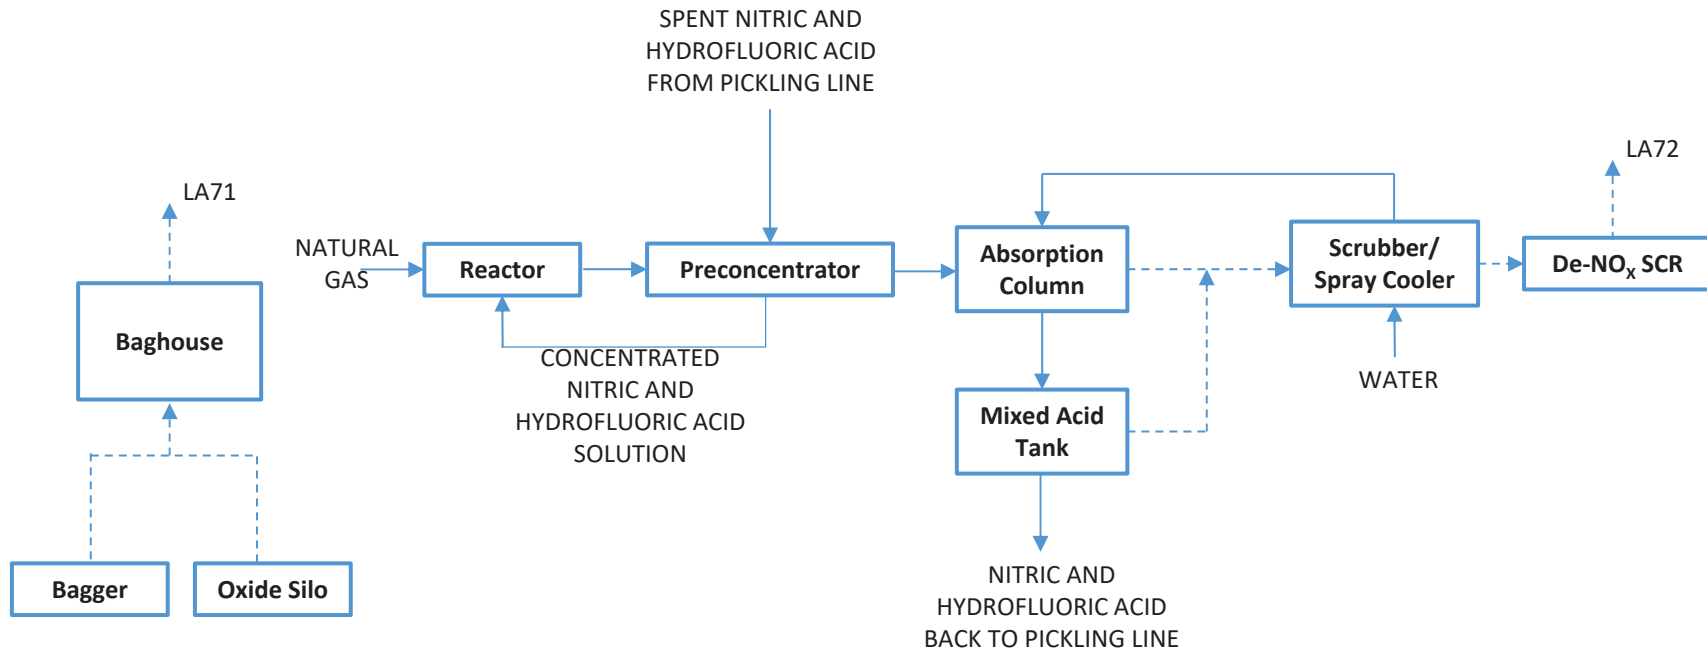 SPENT NITRIC AND
HYDROFLUORIC ACID
FROM PICKLING LINE
LA71
LA72
NATURAL
GAS
Reactor
Preconcentrator
Absorption
Column
Scrubber/
Spray Cooler
De-NOX SCR
Baghouse
CONCENTRATED
NITRIC AND
HYDROFLUORIC ACID
SOLUTION
WATER
Mixed Acid
Tank
Bagger
Oxide Silo
NITRIC AND
HYDROFLUORIC ACID
BACK TO PICKLING LINE